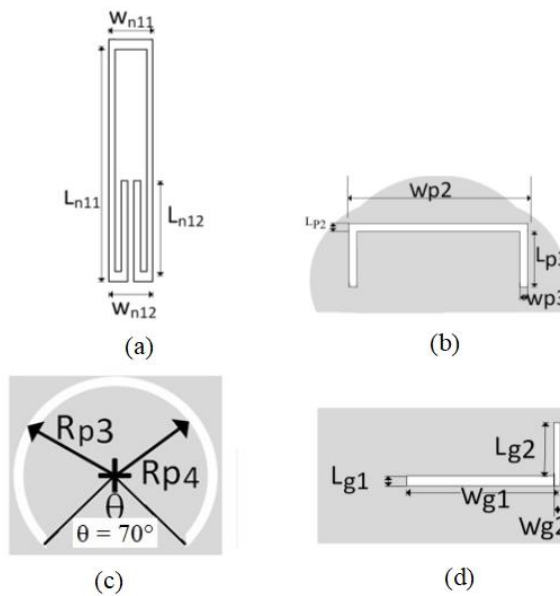 Wn11
Ln11
Ln12
Wn12
(a)
Wp2
LP2
Lp3
wp3
(b)
Rp3
Rp4
θ
θ = 70°
(c)
Lg2
Lg1
Wg1
Wg2
(d)